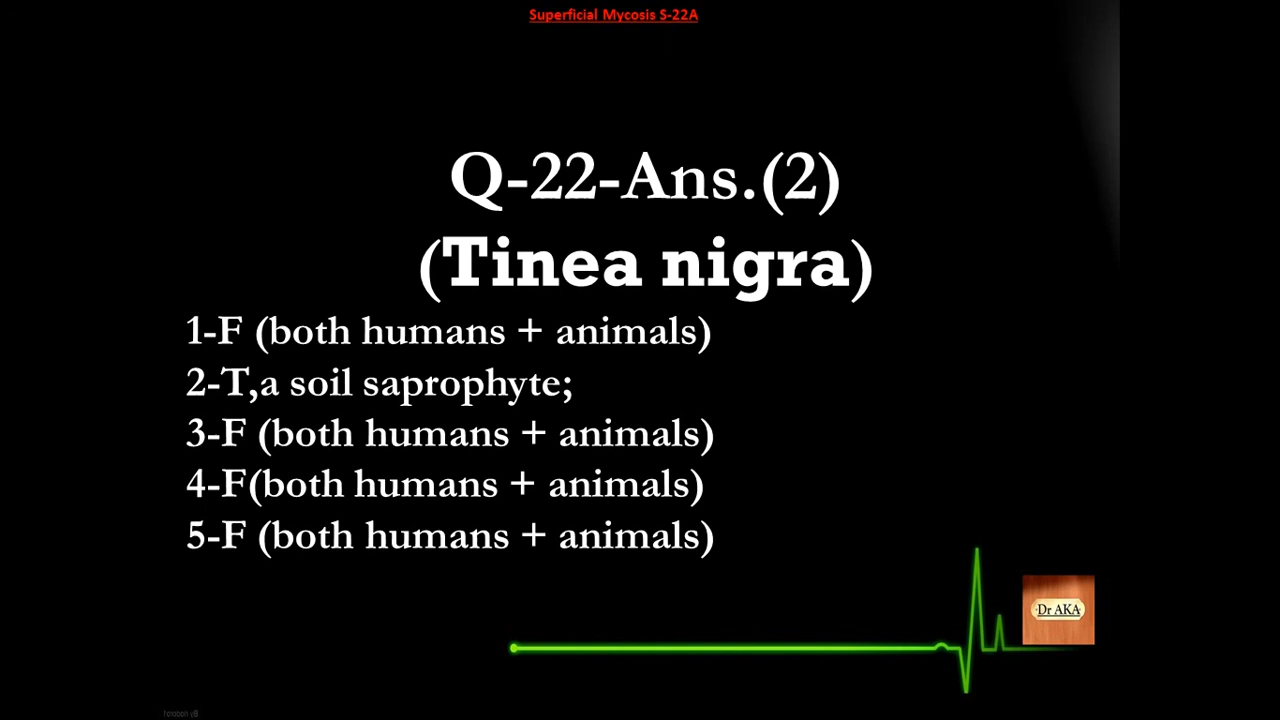 Superficial Mycosis S-22A
Q-22-Ans.(2)
(Tinea nigra)
1-F (both humans + animals)
2-T,a soil saprophyte;
3-F (both humans + animals)
4-F(both humans + animals)
5-F (both humans + animals)
Dr AKA